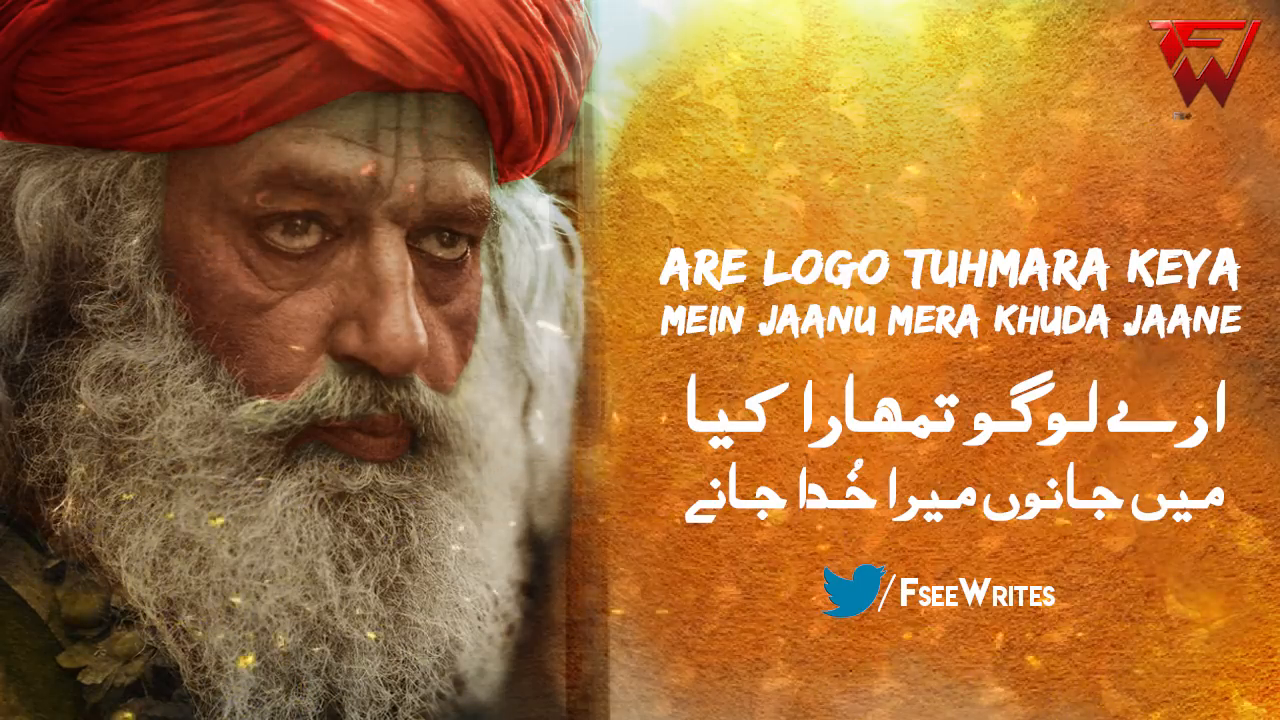 FW
ARE LOGO TUHMARA KEYA
MEIN JAANU MERA KHUDA JAANE
ارے لوگو تمھارا کیا
میں جانوں میرا خُدا جانے
/FSEEWRITES